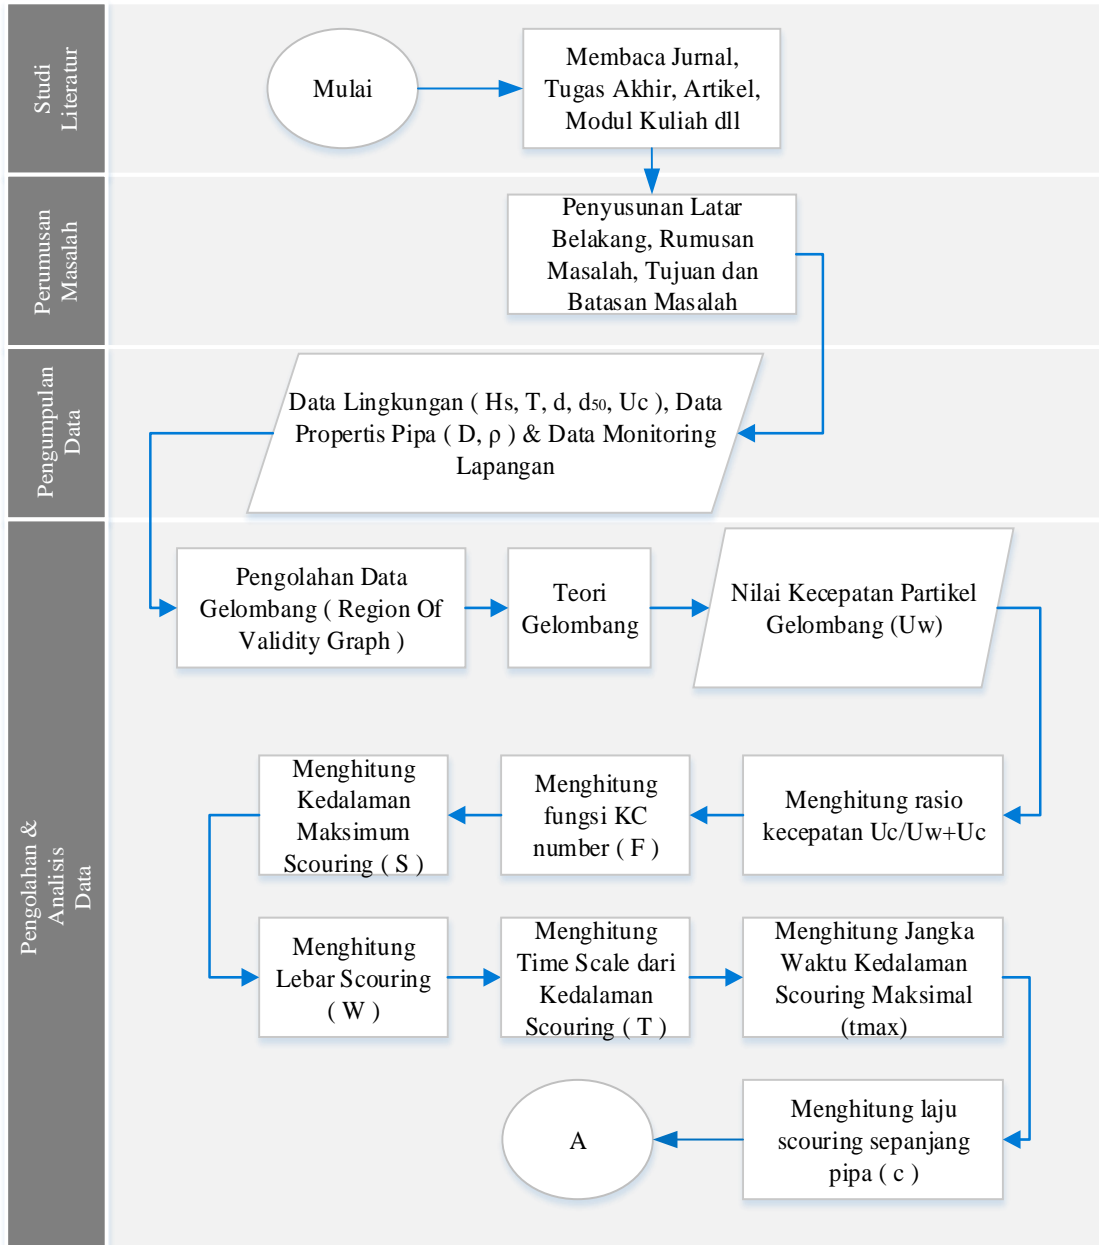 Studi
Literatur
Mulai
Membaca Jurnal,
Tugas Akhir, Artikel,
Modul Kuliah dll
Perumusan
Masalah
Penyusunan Latar
Belakang, Rumusan
Masalah, Tujuan dan
Batasan Masalah
Pengumpulan
Data
Data Lingkungan ( Hs, T, d, d50, Uc ), Data
Propertis Pipa ( D, ρ ) & Data Monitoring
Lapangan
Pengolahan &
Analisis
Data
Pengolahan Data
Gelombang ( Region Of
Validity Graph )
Teori
Gelombang
Nilai Kecepatan Partikel
Gelombang (Uw)
Menghitung rasio
kecepatan Uc/Uw+Uc
Menghitung
fungsi KC
number ( F )
Menghitung
Kedalaman
Maksimum
Scouring ( S )
Menghitung
Lebar Scouring
( W )
Menghitung
Time Scale dari
Kedalaman
Scouring ( T )
Menghitung Jangka
Waktu Kedalaman
Scouring Maksimal
(tmax)
Menghitung laju
scouring sepanjang
pipa ( c )
A